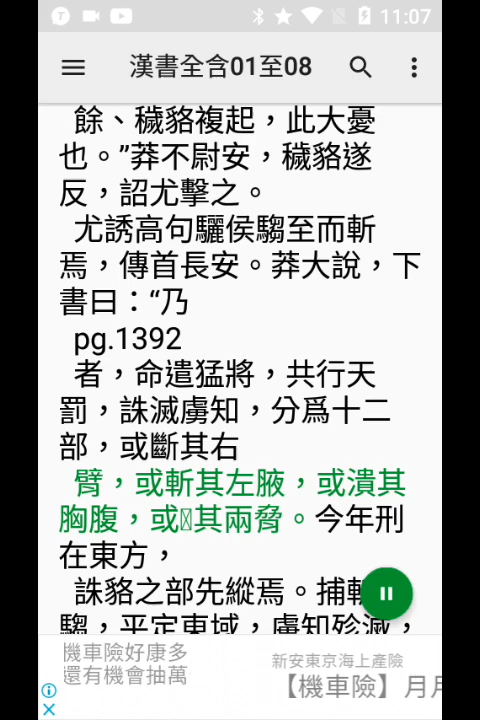 11:07
漢書全含01至08
餘、穢貉複起，此大憂
也。”莽不尉安，穢貉遂
反，詔尤擊之。
尤誘高句驪侯騶至而斬
焉，傳首長安。莽大說，下
書曰：“乃
pg.1392
者，命遣猛將，共行天
罰，誅滅虜知，分爲十二
部，或斷其右
臂，或斬其左腋，或潰其
胸腹，或其兩脅。今年刑
在東方，
誅貉之部先縱焉。捕斬
騶，平定東域，虜知殄滅，
機車險好康多
還有機會抽萬
新安東京海上產險
【機車險】月月